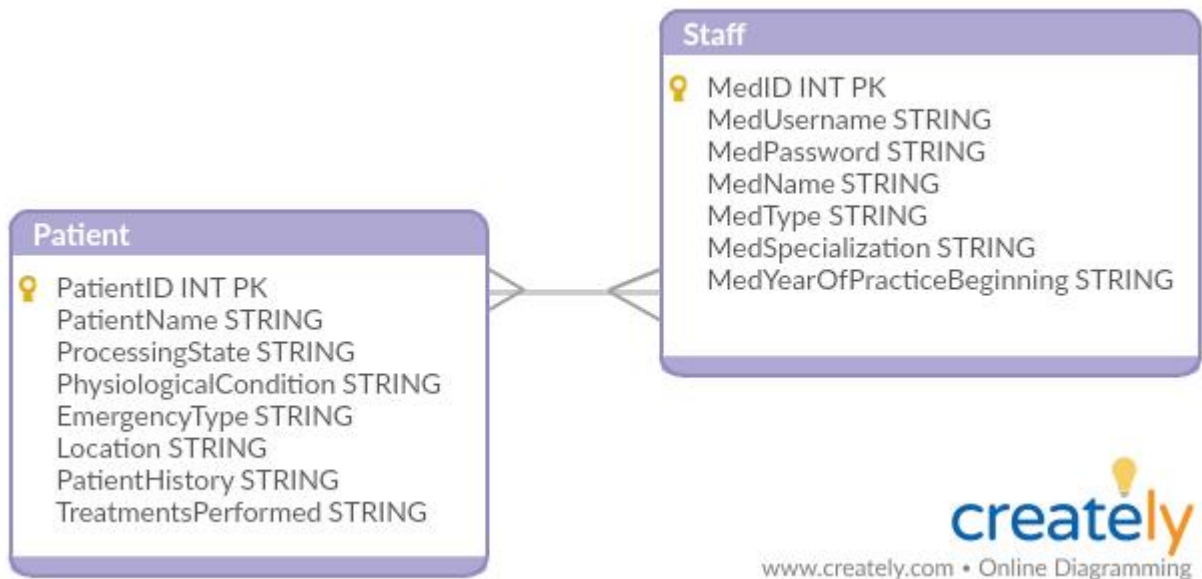 Staff
MedID INT PK
MedUsername STRING
MedPassword STRING
MedName STRING
MedType STRING
MedSpecialization STRING
MedYearOfPracticeBeginning STRING
Patient
PatientID INT PK
PatientName STRING
ProcessingState STRING
PhysiologicalCondition STRING
EmergencyType STRING
Location STRING
PatientHistory STRING
TreatmentsPerformed STRING
creately
www.creately.com • Online Diagramming